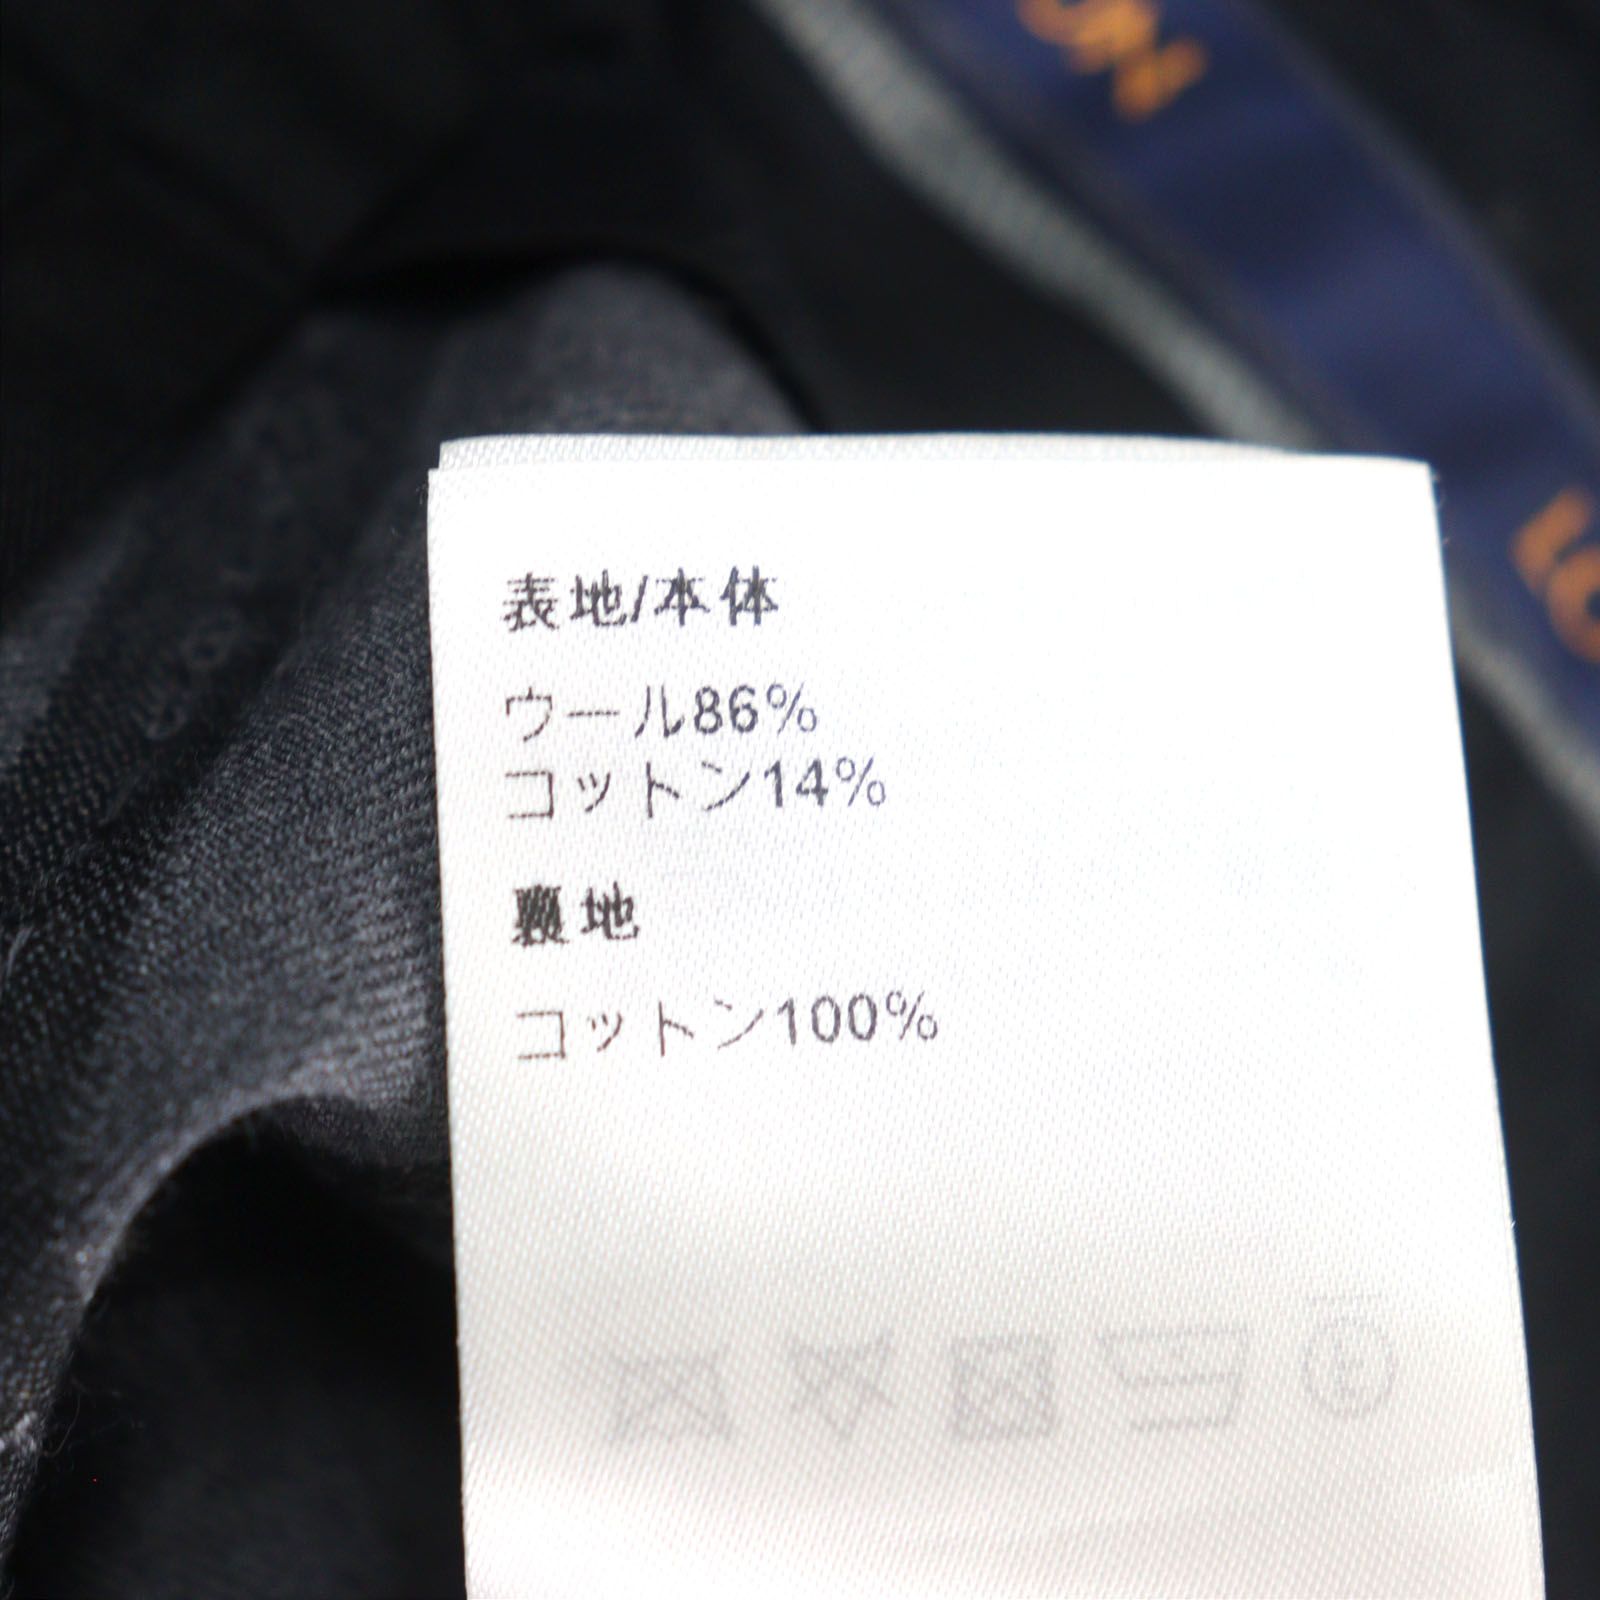 表地/本体
ウール86%
コットン14%
裏地
コットン100%